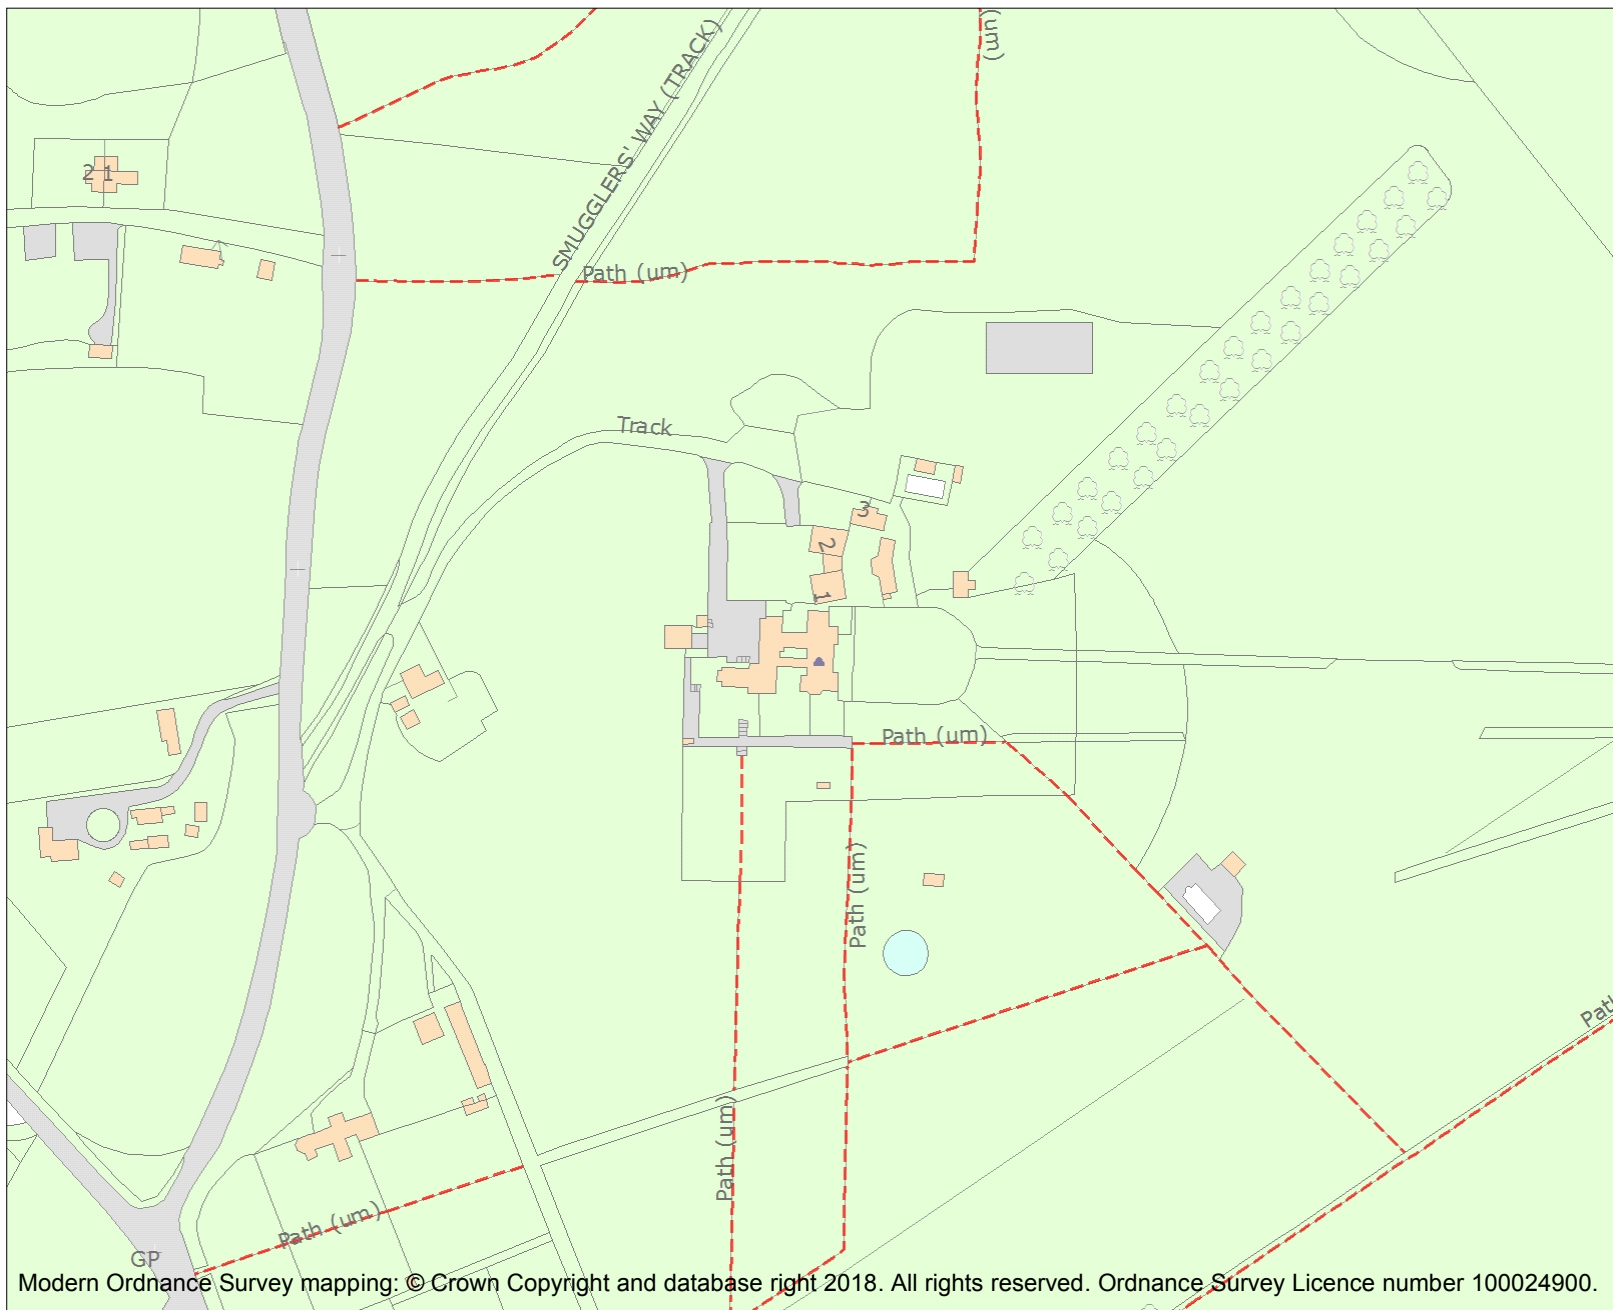 um)
SMUGGLERS' WAY (TRACK)
2 1
Path (um)
Track
3
2
1
Path (um)
Path (um)
Path (um)
Path (um)
GP
Modern Ordnance Survey mapping: © Crown Copyright and database right 2018. All rights reserved. Ordnance Survey Licence number 100024900.